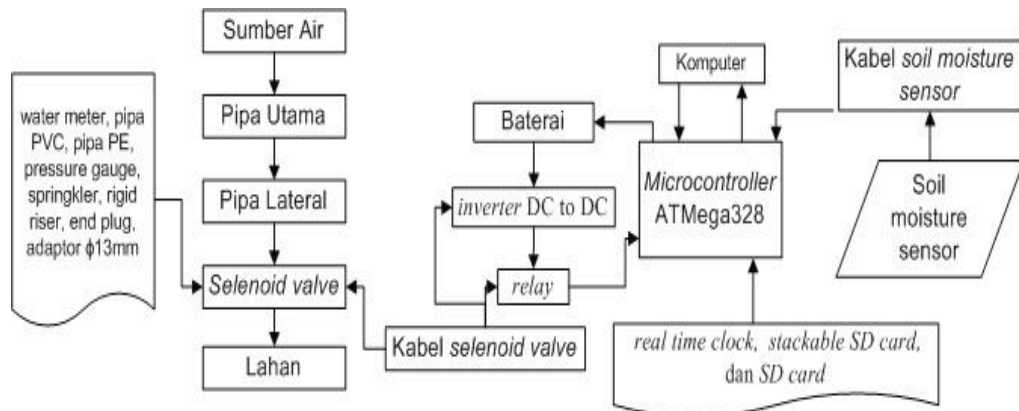 Sumber Air
Pipa Utama
Pipa Lateral
Selenoid valve
Lahan
water meter, pipa
PVC, pipa PE,
pressure gauge,
springkler, rigid
riser, end plug,
adaptor ϕ13mm
Baterai
inverter DC to DC
relay
Kabel selenoid valve
Komputer
Microcontroller
ATMega328
real time clock, stackable SD card,
dan SD card
Kabel soil moisture
sensor
Soil
moisture
sensor